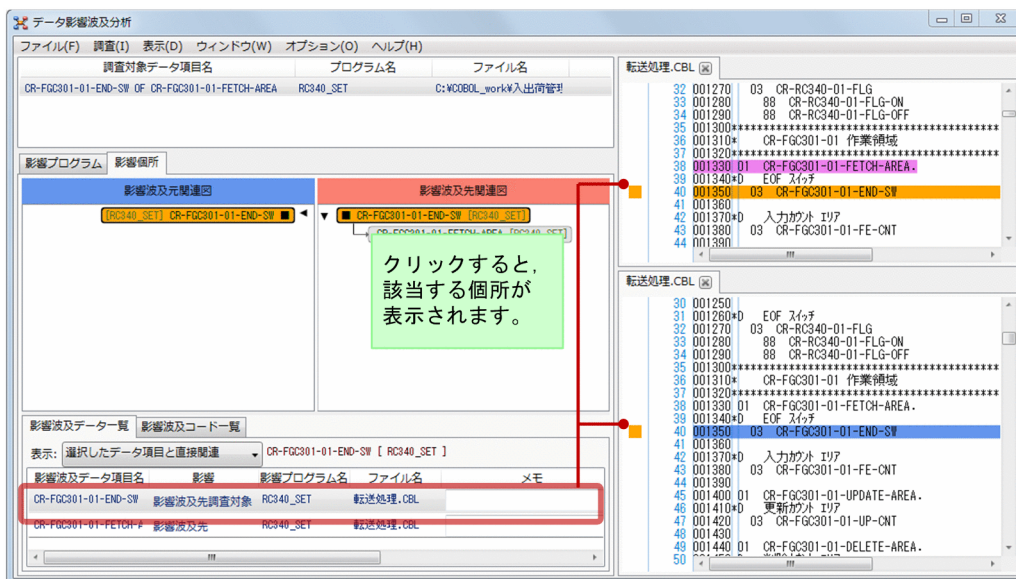 データ影響波及分析
ファイル(F) 調査(I) 表示(D) ウィンドウ(W) オプション(O) ヘルプ(H)
調査対象データ項目名 プログラム名 ファイル名
CR-FGC301-01-END-SW OF CR-FGC301-01-FETCH-AREA RC340_SET C:¥COBOL_work¥入出荷管理
影響プログラム 影響個所
影響波及元関連図 影響波及先関連図
[RC340_SET] CR-FGC301-01-END-SW ■ ◀ ▼ ■ CR-FGC301-01-END-SW [RC340_SET]
CR-FGC301-01-FETCH-AREA [RC340_SET]
クリックすると,
該当する個所が
表示されます。
影響波及データ一覧 影響波及コード一覧
表示: 選択したデータ項目と直接関連 CR-FGC301-01-END-SW [ RC340_SET ]
影響波及データ項目名 影響 影響プログラム名 ファイル名 メモ
CR-FGC301-01-END-SW 影響波及先調査対象 RC340_SET 転送処理.CBL
CR-FGC301-01-FETCH-A 影響波及先 RC340_SET 転送処理.CBL
転送処理.CBL
32 001270 03 CR-RC340-01-FLG
33 001280 88 CR-RC340-01-FLG-ON
34 001290 88 CR-RC340-01-FLG-OFF
35 001300*****************************************
36 001310* CR-FGC301-01 作業領域
37 001320*****************************************
38 001330 01 CR-FGC301-01-FETCH-AREA.
39 001340*D EOF スイッチ
40 001350 03 CR-FGC301-01-END-SW
41 001360
42 001370*D 入力カウント エリア
43 001380 03 CR-FGC301-01-FE-CNT
44 001390
転送処理.CBL
30 001250
31 001260*D EOF スイッチ
32 001270 03 CR-RC340-01-FLG
33 001280 88 CR-RC340-01-FLG-ON
34 001290 88 CR-RC340-01-FLG-OFF
35 001300*****************************************
36 001310* CR-FGC301-01 作業領域
37 001320*****************************************
38 001330 01 CR-FGC301-01-FETCH-AREA.
39 001340*D EOF スイッチ
40 001350 03 CR-FGC301-01-END-SW
41 001360
42 001370*D 入力カウント エリア
43 001380 03 CR-FGC301-01-FE-CNT
44 001390
45 001400 01 CR-FGC301-01-UPDATE-AREA.
46 001410*D 更新カウント エリア
47 001420 03 CR-FGC301-01-UP-CNT
48 001430
49 001440 01 CR-FGC301-01-DELETE-AREA.
50